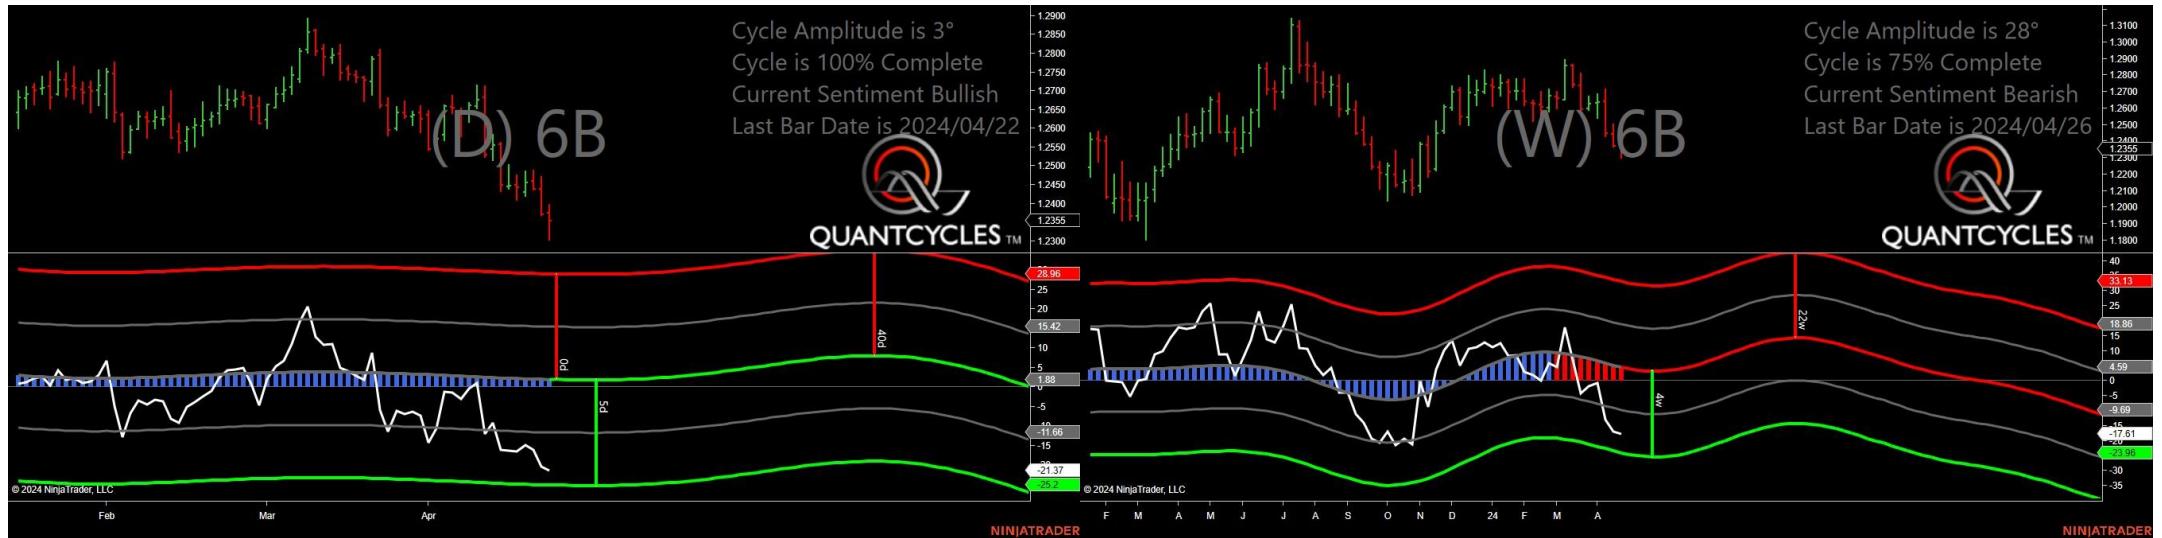 Cycle Amplitude is 3°
Cycle is 100% Complete
Current Sentiment Bullish
Last Bar Date is 2024/04/22
(D) 6B
QUANTCYCLES TM
1.2900
1.2850
1.2800
1.2750
1.2700
1.2650
1.2600
1.2550
1.2500
1.2450
1.2400
1.2355
1.2300
28.96
25
20
15.42
10
5
1.88
-5
-11.66
-15
-21.37
-25.2
0d
5d
40d
© 2024 NinjaTrader, LLC
Feb Mar Apr
NINJATRADER
Cycle Amplitude is 28°
Cycle is 75% Complete
Current Sentiment Bearish
Last Bar Date is 2024/04/26
(W) 6B
QUANTCYCLES TM
1.3100
1.3000
1.2900
1.2800
1.2700
1.2600
1.2500
1.2400
1.2355
1.2300
1.2200
1.2100
1.2000
1.1900
1.1800
40
33.13
30
25
18.86
15
10
4.59
0
-5
-9.69
-15
-17.61
-23.96
-30
-35
4w
22w
© 2024 NinjaTrader, LLC
F M A M J J A S O N D 24 F M A
NINJATRADER